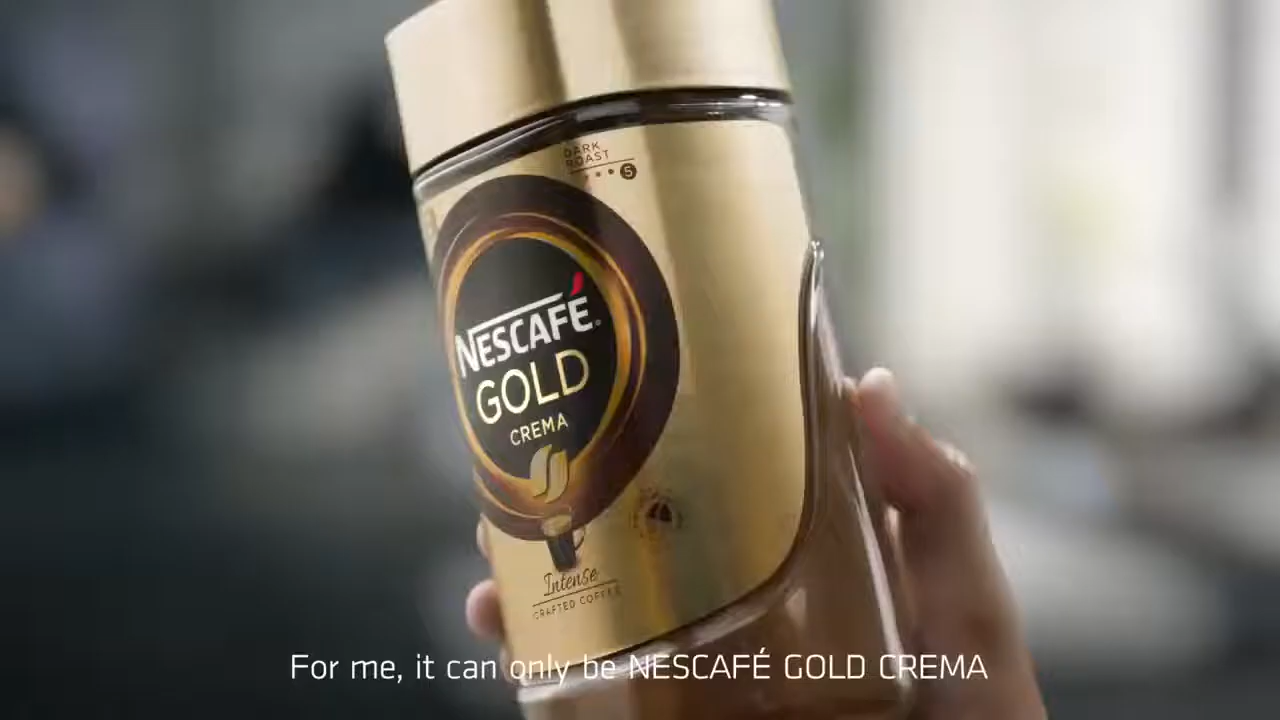 DARK
ROAST
5
NESCAFÉ
GOLD
CREMA
Intense
CRAFTED COFFEE
For me, it can only be NESCAFÉ GOLD CREMA